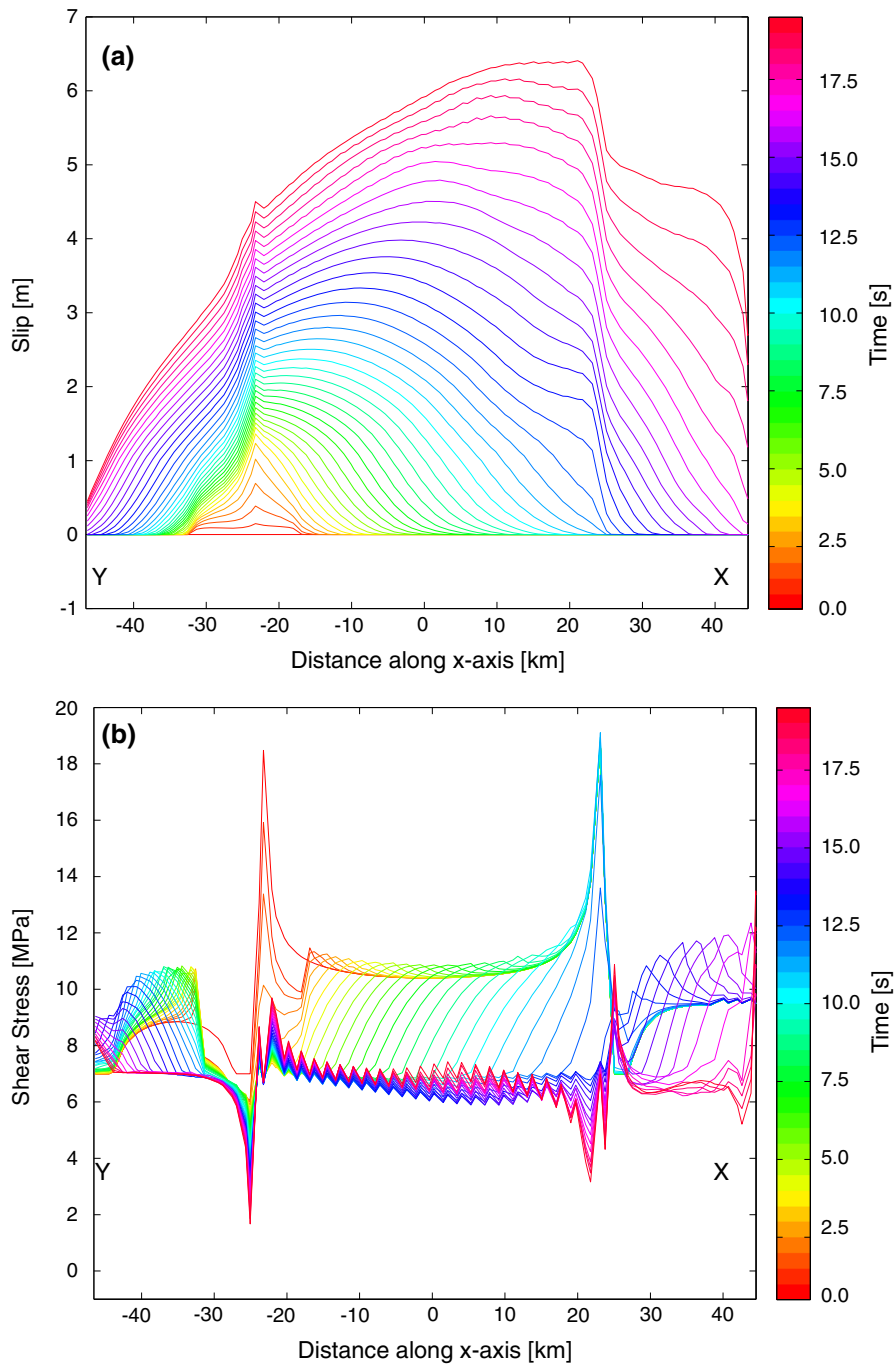 (a)
7
6
5
4
3
2
1
0
-1
Slip [m]
Y
X
-40 -30 -20 -10 0 10 20 30 40
Distance along x-axis [km]
17.5
15.0
12.5
10.0
7.5
5.0
2.5
0.0
Time [s]
(b)
20
18
16
14
12
10
8
6
4
2
0
Shear Stress [MPa]
Y
X
-40 -30 -20 -10 0 10 20 30 40
Distance along x-axis [km]
17.5
15.0
12.5
10.0
7.5
5.0
2.5
0.0
Time [s]